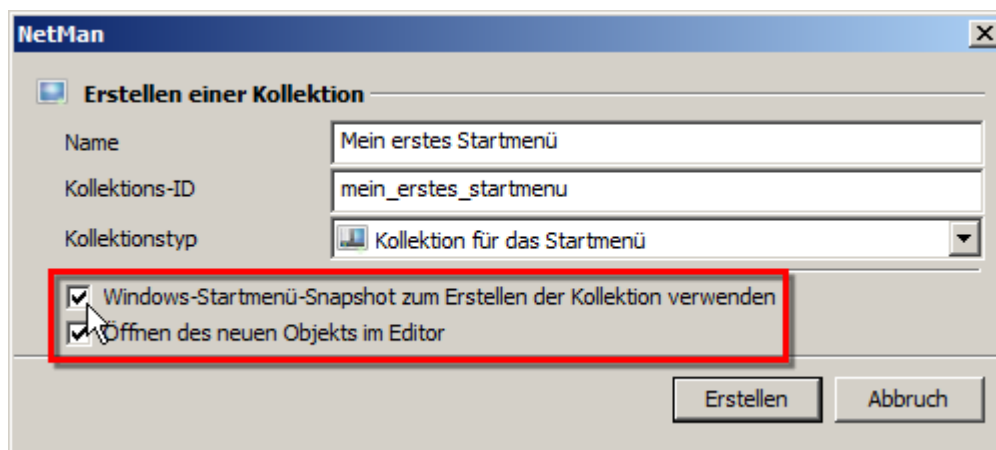 NetMan
Erstellen einer Kollektion
Name Mein erstes Startmenü
Kollektions-ID mein_erstes_startmenu
Kollektionstyp Kollektion für das Startmenü
Windows-Startmenü-Snapshot zum Erstellen der Kollektion verwenden
Öffnen des neuen Objekts im Editor
Erstellen Abbruch